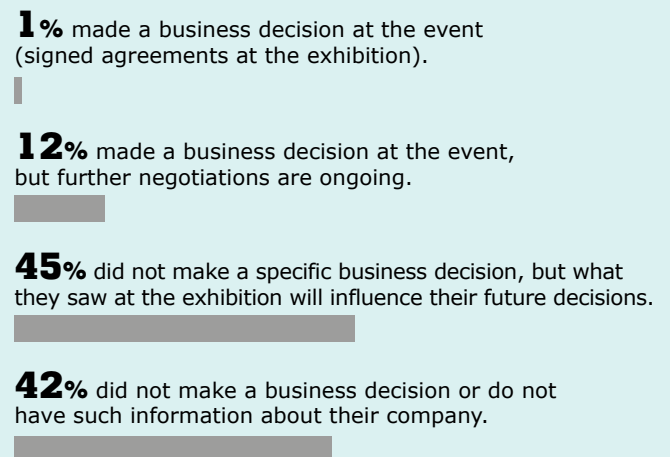 1% made a business decision at the event
(signed agreements at the exhibition).
12% made a business decision at the event,
but further negotiations are ongoing.
45% did not make a specific business decision, but what
they saw at the exhibition will influence their future decisions.
42% did not make a business decision or do not
have such information about their company.